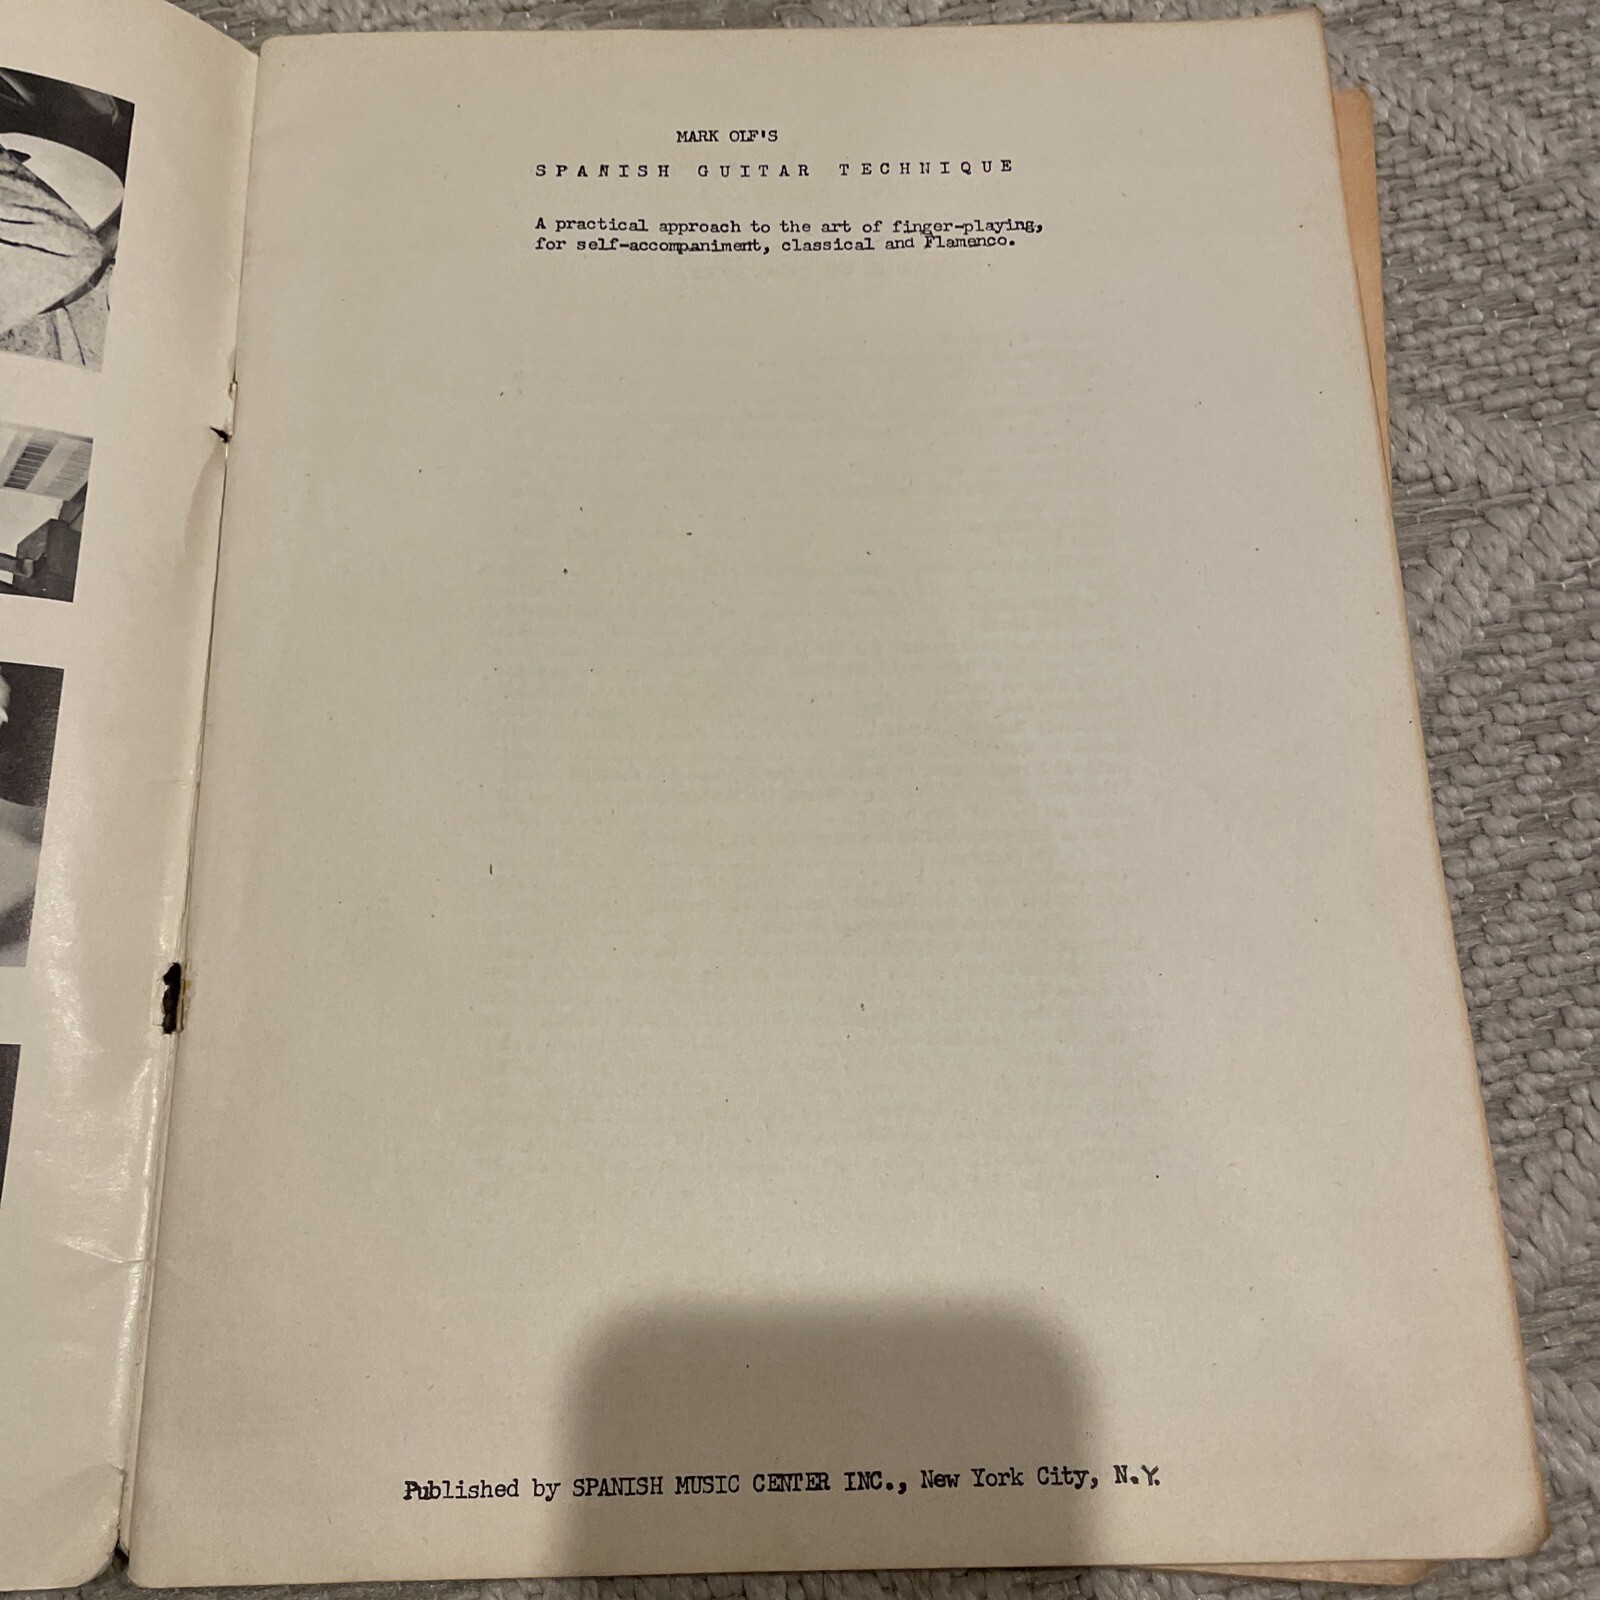 MARK OLF'S
SPANISH GUITAR TECHNIQUE
A practical approach to the art of finger-playing,
for self-accompaniment, classical and Flamenco.
Published by SPANISH MUSIC CENTER INC., New York City, N.Y.